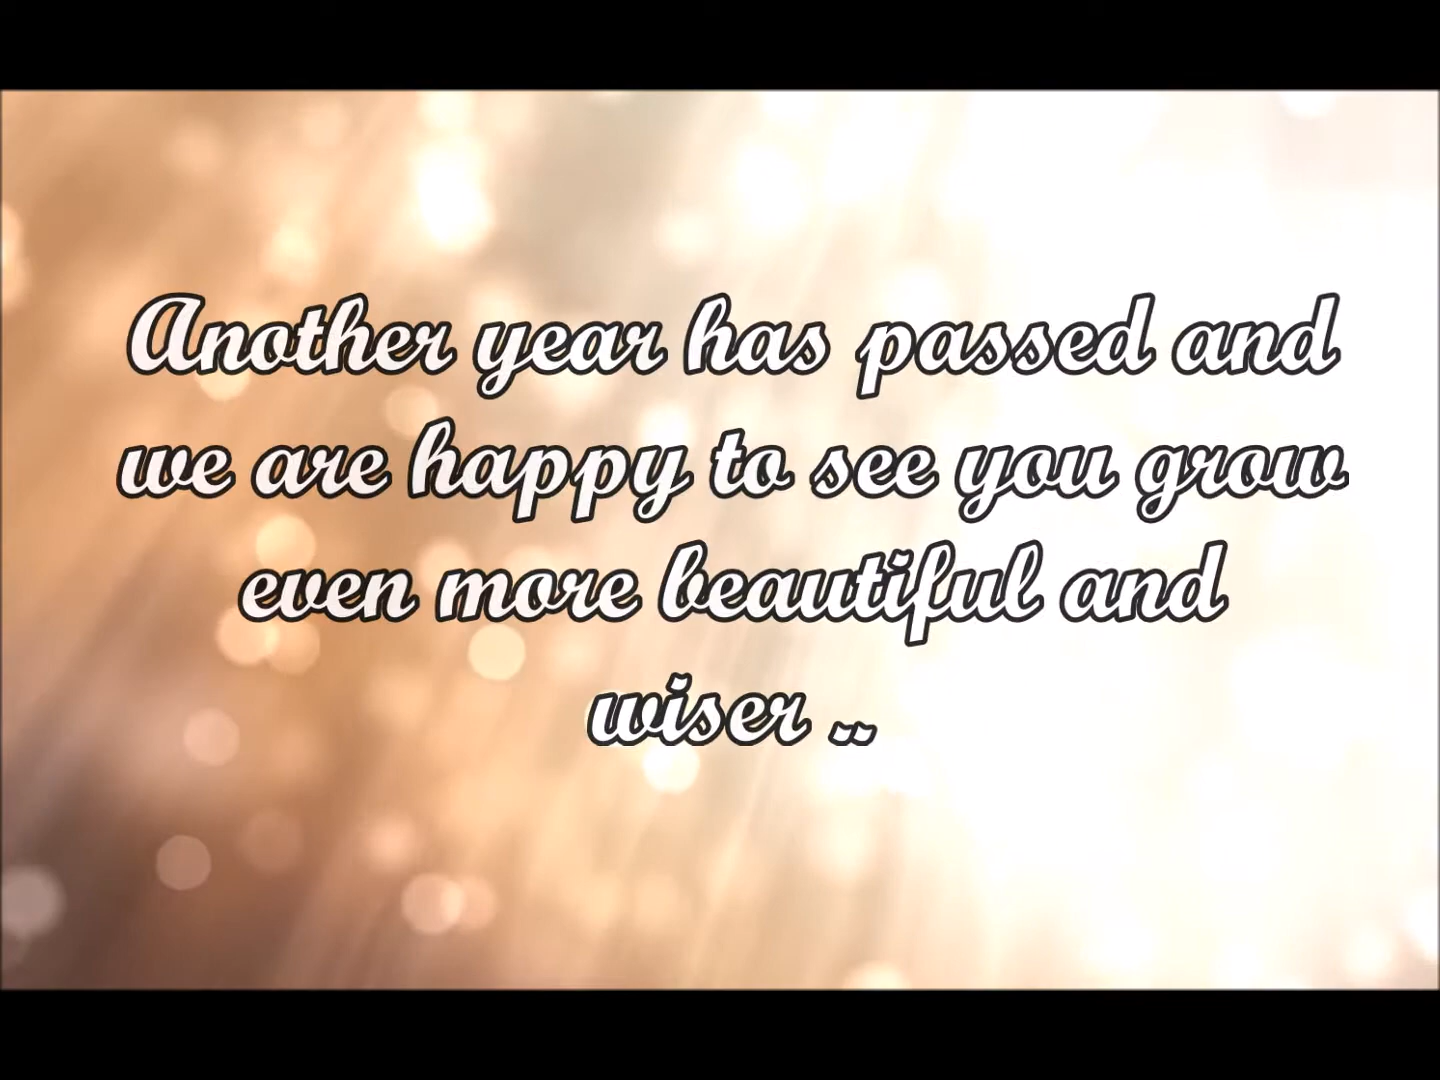 Another year has passed and
we are happy to see you grow
even more beautiful and
wiser ..